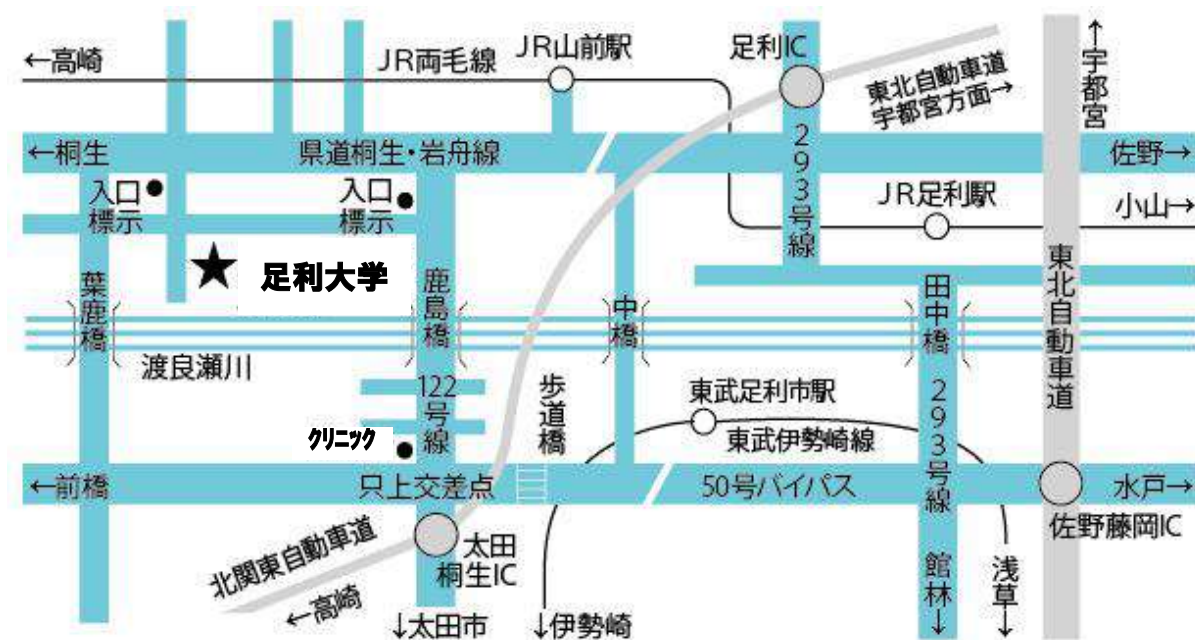 ←高崎
JR両毛線
JR山前駅
足利IC
東北自動車道
宇都宮方面→
↑宇都宮
←桐生
県道桐生・岩舟線
293号線
佐野→
入口
標示
入口
標示
JR足利駅
小山→
★ 足利大学
葉鹿橋
鹿島橋
中橋
田中橋
東北自動車道
渡良瀬川
122号線
歩道橋
東武足利市駅
東武伊勢崎線
293号線
クリニック
←前橋
只上交差点
50号バイパス
水戸→
佐野藤岡IC
北関東自動車道
←高崎
太田
桐生IC
館林↓
浅草↓
↓太田市
↓伊勢崎